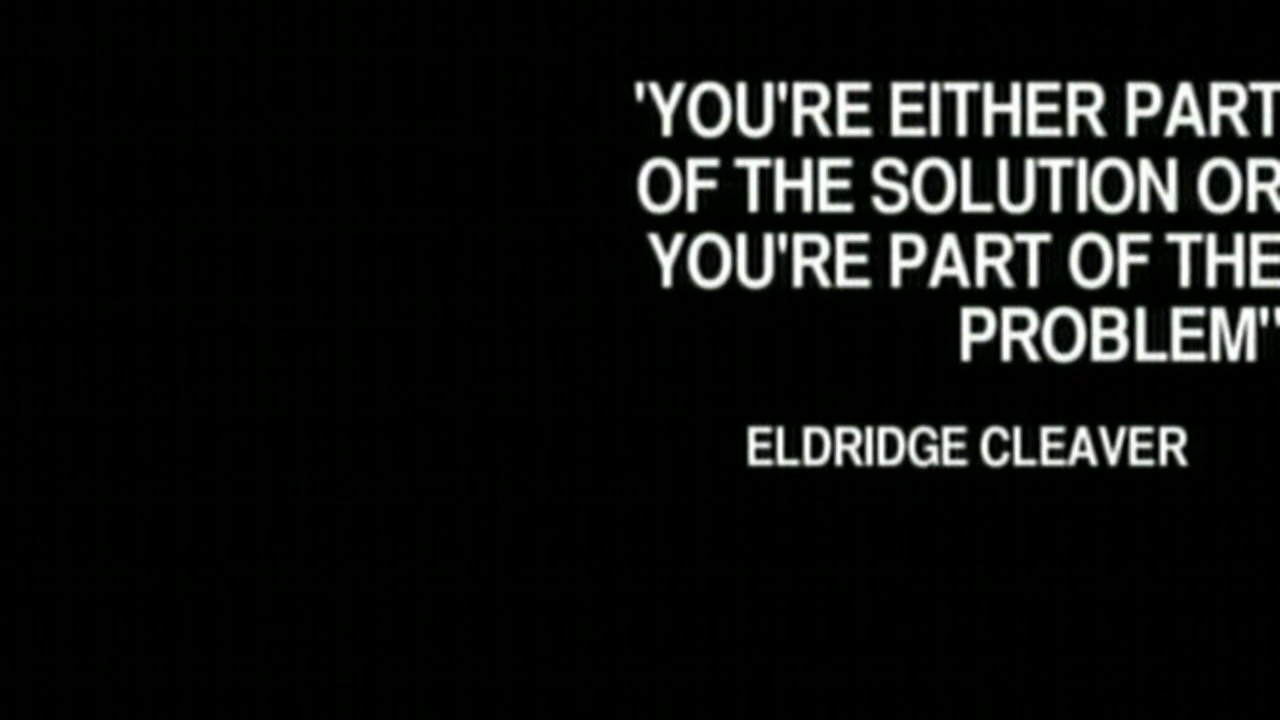 'YOU'RE EITHER PART
OF THE SOLUTION OR
YOU'RE PART OF THE
PROBLEM"
ELDRIDGE CLEAVER